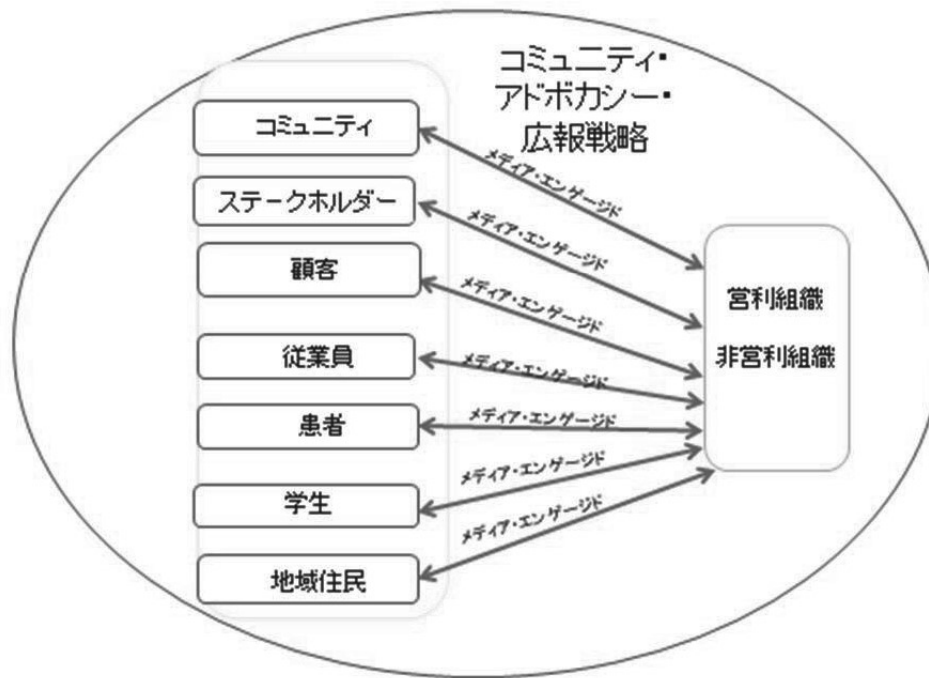 コミュニティ・
アドボカシー・
広報戦略
コミュニティ
ステークホルダー
顧客
従業員
患者
学生
地域住民
メディア・エンゲージド
メディア・エンゲージド
メディア・エンゲージド
メディア・エンゲージド
メディア・エンゲージド
メディア・エンゲージド
メディア・エンゲージド
営利組織
非営利組織